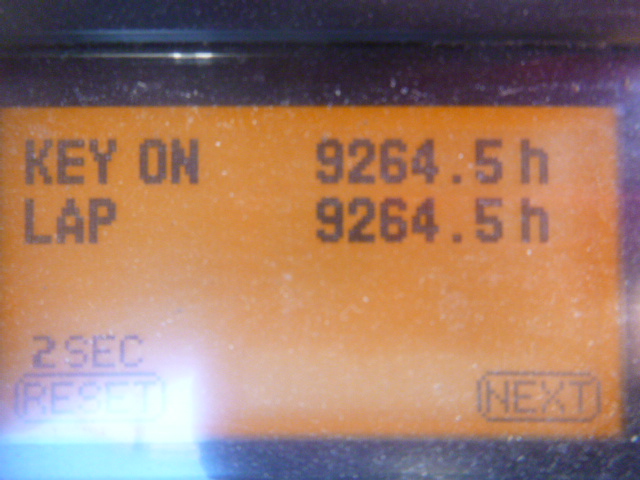 KEY ON 9264.5 h
LAP 9264.5 h
2 SEC
RESET NEXT